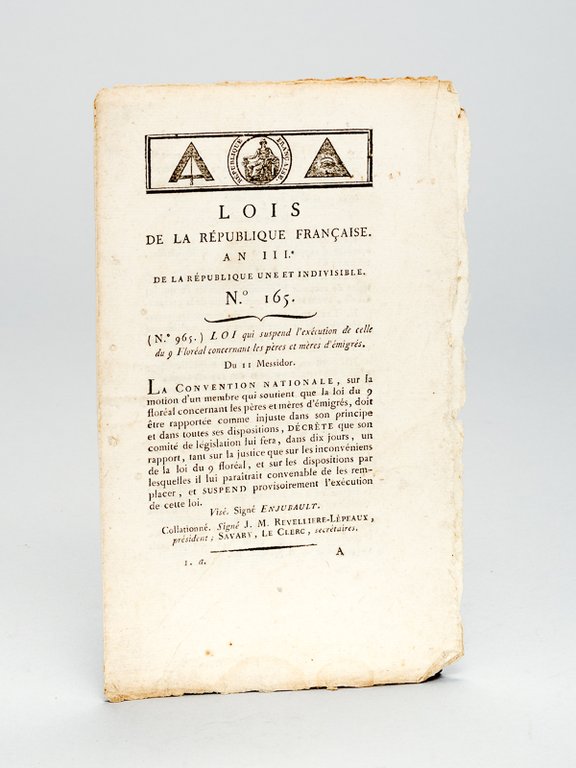 RÉPUBLIQUE FRANÇAISE
LOIS
DE LA RÉPUBLIQUE FRANÇAISE.
AN III.ᵉ
DE LA RÉPUBLIQUE UNE ET INDIVISIBLE.
N.º 165.
(N.º 965.) LOI qui suspend l'exécution de celle
du 9 Floréal concernant les pères et mères d'émigrés.
Du 11 Messidor.
LA CONVENTION NATIONALE, sur la
motion d'un membre qui soutient que la loi du 9
floréal concernant les pères et mères d'émigrés, doit
être rapportée comme injuste dans son principe
et dans toutes ses dispositions, DÉCRÈTE que son
comité de législation lui fera, dans dix jours, un
rapport, tant sur la justice que sur les inconvéniens
de la loi du 9 floréal, et sur les dispositions par
lesquelles il lui paraîtrait convenable de les rem-
placer, et SUSPEND provisoirement l'exécution
de cette loi.
Visé. Signé ENJUBAULT.
Collationné. Signé J. M. REVELLIERE-LÉPEAUX,
président; SAVARY, LE CLERC, secrétaires.
1. a. A